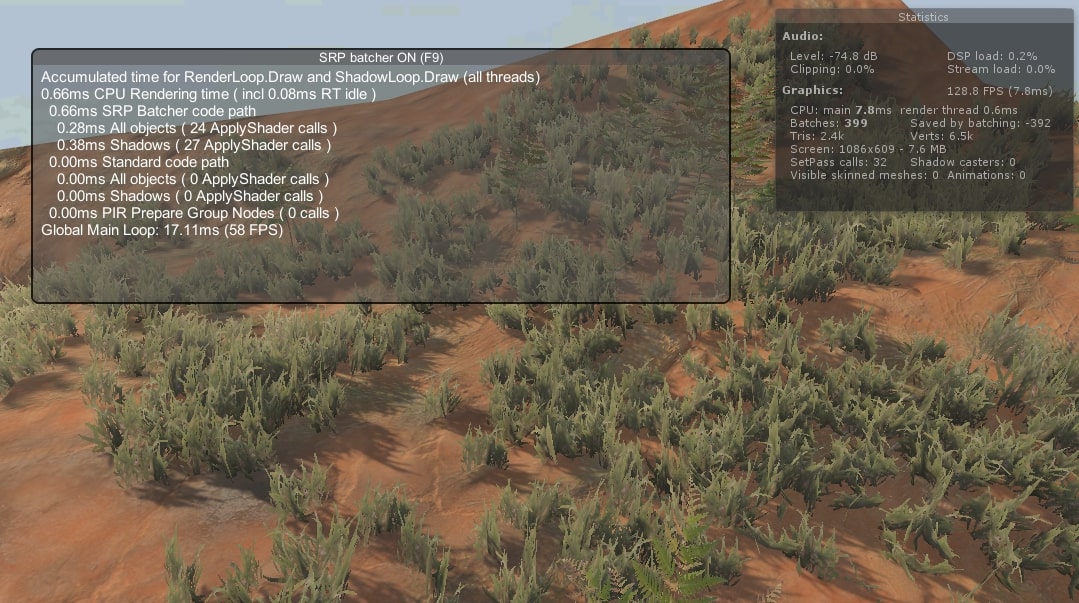 SRP batcher ON (F9)
Accumulated time for RenderLoop.Draw and ShadowLoop.Draw (all threads)
0.66ms CPU Rendering time ( incl 0.08ms RT idle )
0.66ms SRP Batcher code path
0.28ms All objects ( 24 ApplyShader calls )
0.38ms Shadows ( 27 ApplyShader calls )
0.00ms Standard code path
0.00ms All objects ( 0 ApplyShader calls )
0.00ms Shadows ( 0 ApplyShader calls )
0.00ms PIR Prepare Group Nodes ( 0 calls )
Global Main Loop: 17.11ms (58 FPS)
Statistics
Audio:
Level: -74.8 dB DSP load: 0.2%
Clipping: 0.0% Stream load: 0.0%
Graphics: 128.8 FPS (7.8ms)
CPU: main 7.8ms render thread 0.6ms
Batches: 399 Saved by batching: -392
Tris: 2.4k Verts: 6.5k
Screen: 1086x609 - 7.6 MB
SetPass calls: 32 Shadow casters: 0
Visible skinned meshes: 0 Animations: 0